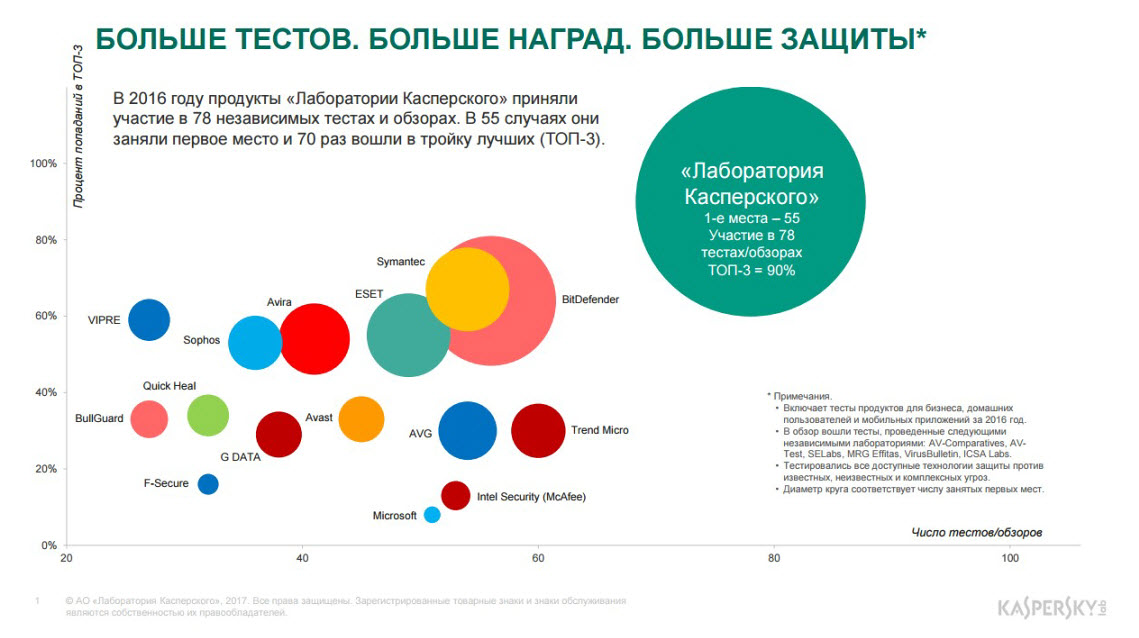 БОЛЬШЕ ТЕСТОВ. БОЛЬШЕ НАГРАД. БОЛЬШЕ ЗАЩИТЫ*
Процент попаданий в ТОП-3
В 2016 году продукты «Лаборатории Касперского» приняли
участие в 78 независимых тестах и обзорах. В 55 случаях они
заняли первое место и 70 раз вошли в тройку лучших (ТОП-3).
«Лаборатория
Касперского»
1-е места – 55
Участие в 78
тестах/обзорах
ТОП-3 = 90%
100%
80%
60%
40%
20%
0%
Symantec
BitDefender
ESET
Avira
VIPRE
Sophos
Quick Heal
BullGuard
Avast
AVG
Trend Micro
G DATA
F-Secure
Intel Security (McAfee)
Microsoft
* Примечания.
• Включает тесты продуктов для бизнеса, домашних
пользователей и мобильных приложений за 2016 год.
• В обзор вошли тесты, проведенные следующими
независимыми лабораториями: AV-Comparatives, AV-
Test, SELabs, MRG Effitas, VirusBulletin, ICSA Labs.
• Тестировались все доступные технологии защиты против
известных, неизвестных и комплексных угроз.
• Диаметр круга соответствует числу занятых первых мест.
Число тестов/обзоров
20
40
60
80
100
1
© АО «Лаборатория Касперского», 2017. Все права защищены. Зарегистрированные товарные знаки и знаки обслуживания
являются собственностью их правообладателей.
KASPERSKY lab